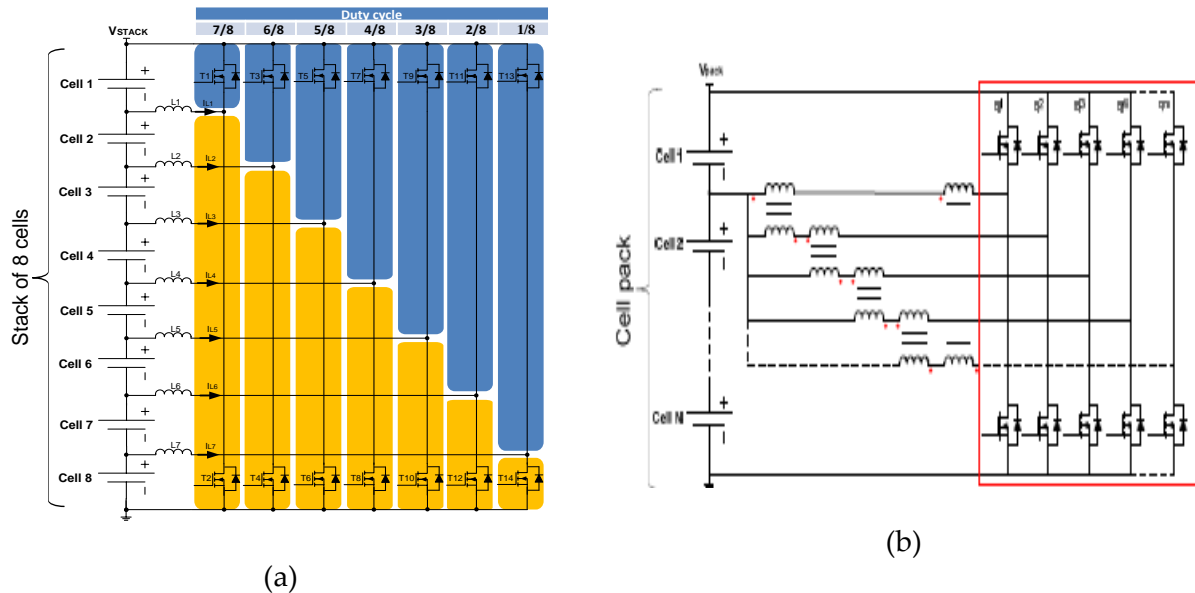 Duty cycle
7/8 6/8 5/8 4/8 3/8 2/8 1/8
VSTACK
Stack of 8 cells
Cell 1
Cell 2
Cell 3
Cell 4
Cell 5
Cell 6
Cell 7
Cell 8
+
+
+
+
+
+
+
+
T1 T3 T5 T7 T9 T11 T13
L1 IL1
L2 IL2
L3 IL3
L4 IL4
L5 IL5
L6 IL6
L7 IL7
T2 T4 T6 T8 T10 T12 T14
(a)
Vpack
Cell pack
Cell 1
Cell 2
Cell N
+
+
+
(b)